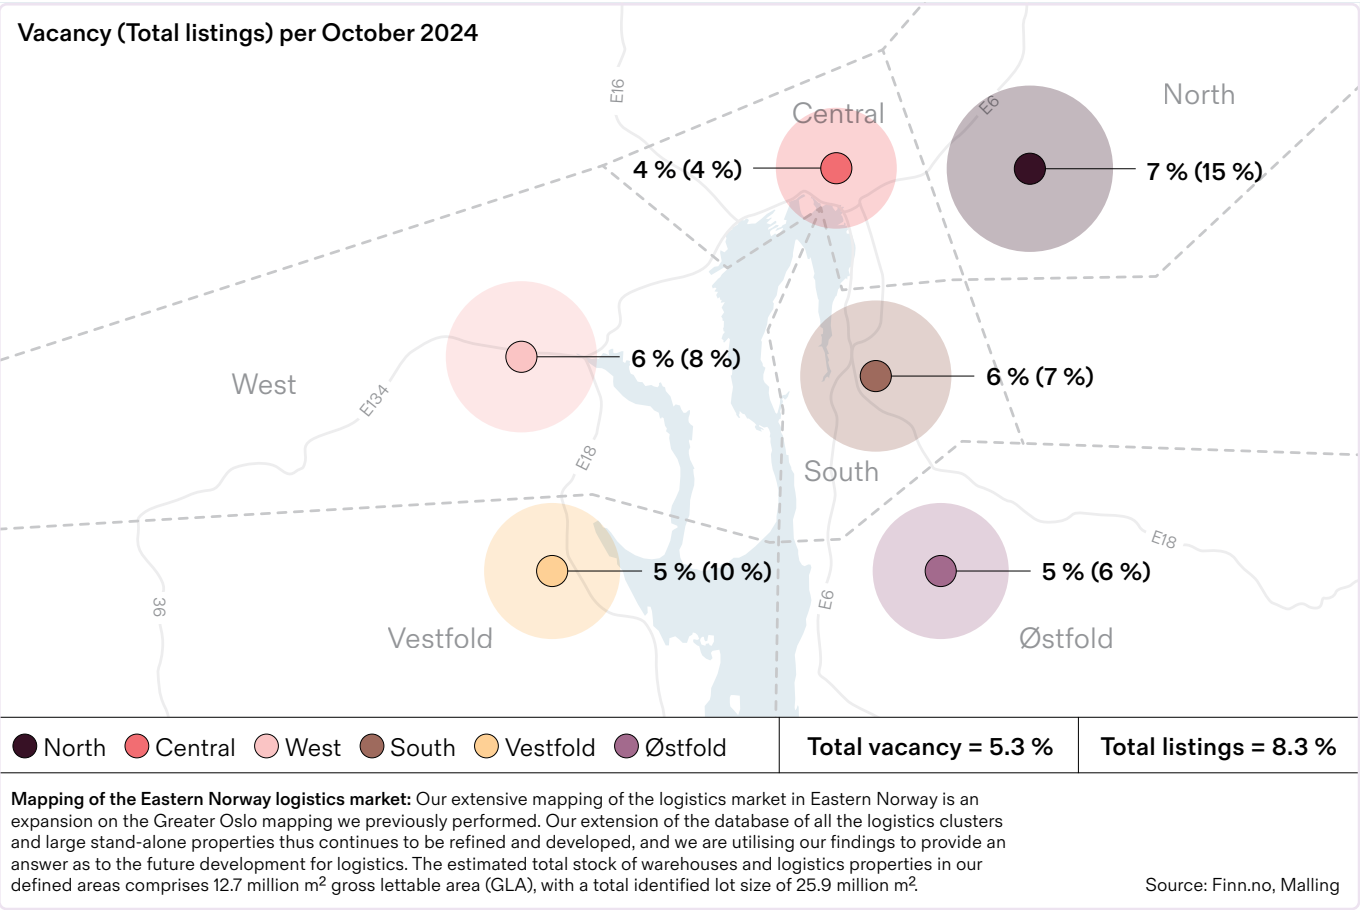 Vacancy (Total listings) per October 2024
E16
E6
North
Central
4 % (4 %)
7 % (15 %)
6 % (8 %)
6 % (7 %)
West
E134
E18
South
E18
5 % (10 %)
5 % (6 %)
36
E6
Vestfold
Østfold
North Central West South Vestfold Østfold
Total vacancy = 5.3 %
Total listings = 8.3 %
Mapping of the Eastern Norway logistics market: Our extensive mapping of the logistics market in Eastern Norway is an
expansion on the Greater Oslo mapping we previously performed. Our extension of the database of all the logistics clusters
and large stand-alone properties thus continues to be refined and developed, and we are utilising our findings to provide an
answer as to the future development for logistics. The estimated total stock of warehouses and logistics properties in our
defined areas comprises 12.7 million m² gross lettable area (GLA), with a total identified lot size of 25.9 million m².
Source: Finn.no, Malling